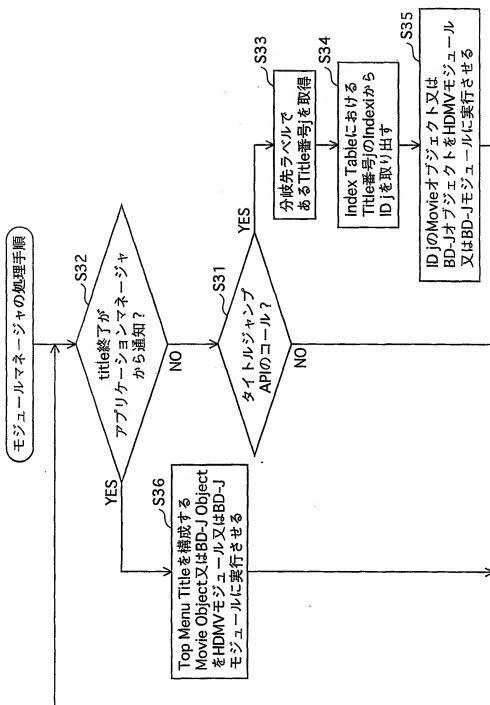 モジュールマネージャの処理手順
S32
title終了が
アプリケーションマネージャ
から通知？
YES
NO
S36
Top Menu Titleを構成する
Movie Object又はBD-J Object
をHDMVモジュール又はBD-J
モジュールに実行させる
S31
タイトルジャンプ
APIのコール？
YES
NO
S33
分岐先ラベルで
あるTitle番号jを取得
S34
Index Tableにおける
Title番号jのIndexiから
ID jを取り出す
S35
ID jのMovieオブジェクト又は
BD-JオブジェクトをHDMVモジュール
又はBD-Jモジュールに実行させる